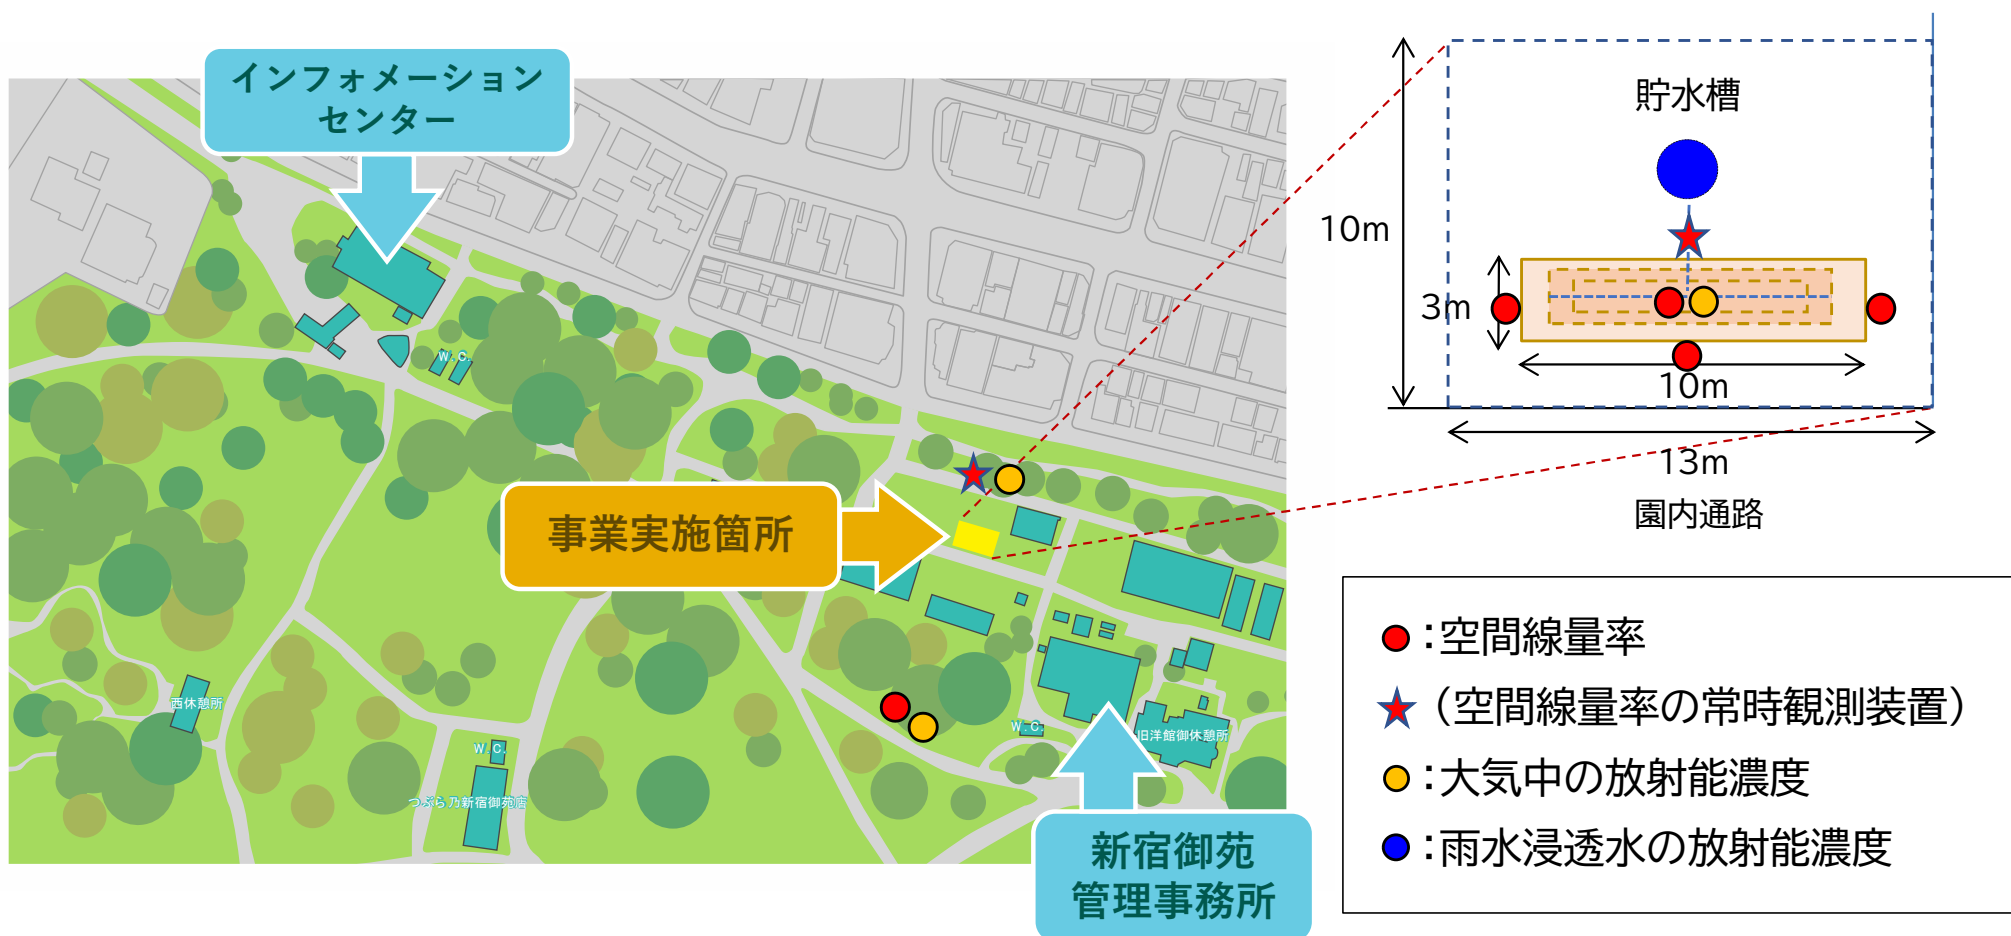 インフォメーション
センター
貯水槽
10m
3m
10m
13m
園内通路
W.C.
事業実施箇所
西休憩所
W.C.
つぶら乃新宿御苑店
W.C.
旧洋館御休憩所
新宿御苑
管理事務所
：空間線量率
（空間線量率の常時観測装置）
：大気中の放射能濃度
：雨水浸透水の放射能濃度